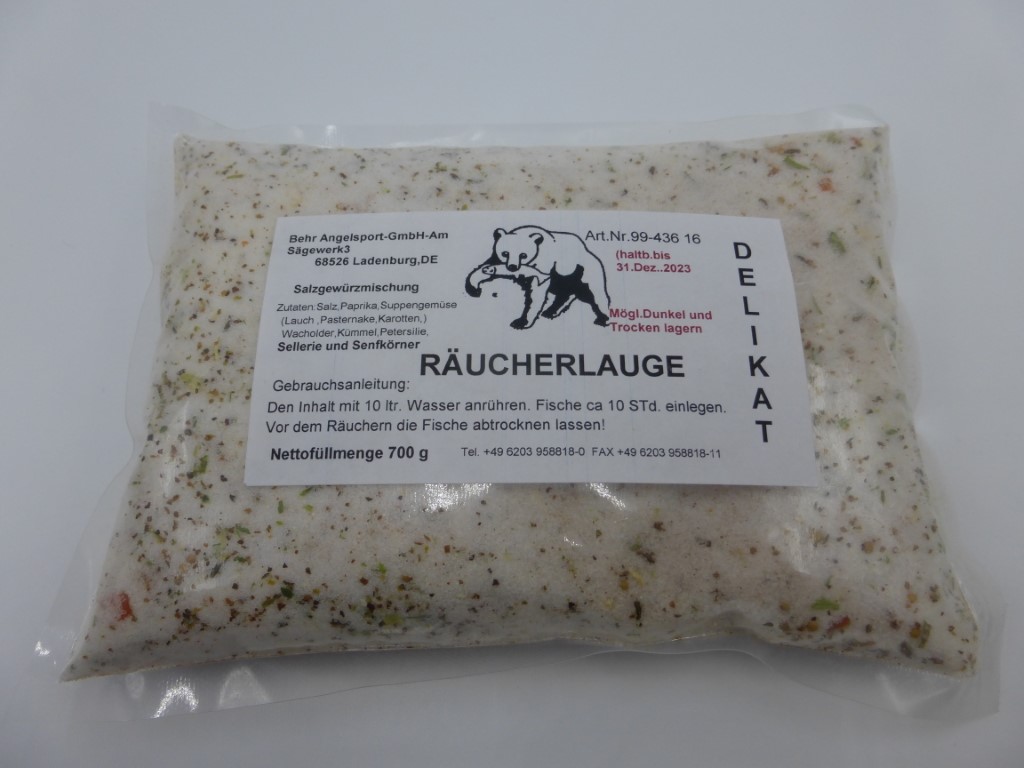 Behr Angelsport-GmbH-Am
Sägewerk3
68526 Ladenburg,DE
Salzgewürzmischung
Zutaten:Salz,Paprika,Suppengemüse
(Lauch ,Pasternake,Karotten,)
Wacholder,Kümmel,Petersilie,
Sellerie und Senfkörner
Art.Nr.99-436 16
(haltb.bis
31.Dez..2023
Mögl.Dunkel und
Trocken lagern
RÄUCHERLAUGE
Gebrauchsanleitung:
Den Inhalt mit 10 ltr. Wasser anrühren. Fische ca 10 STd. einlegen.
Vor dem Räuchern die Fische abtrocknen lassen!
Nettofüllmenge 700 g
Tel. +49 6203 958818-0 FAX +49 6203 958818-11
DELIKAT